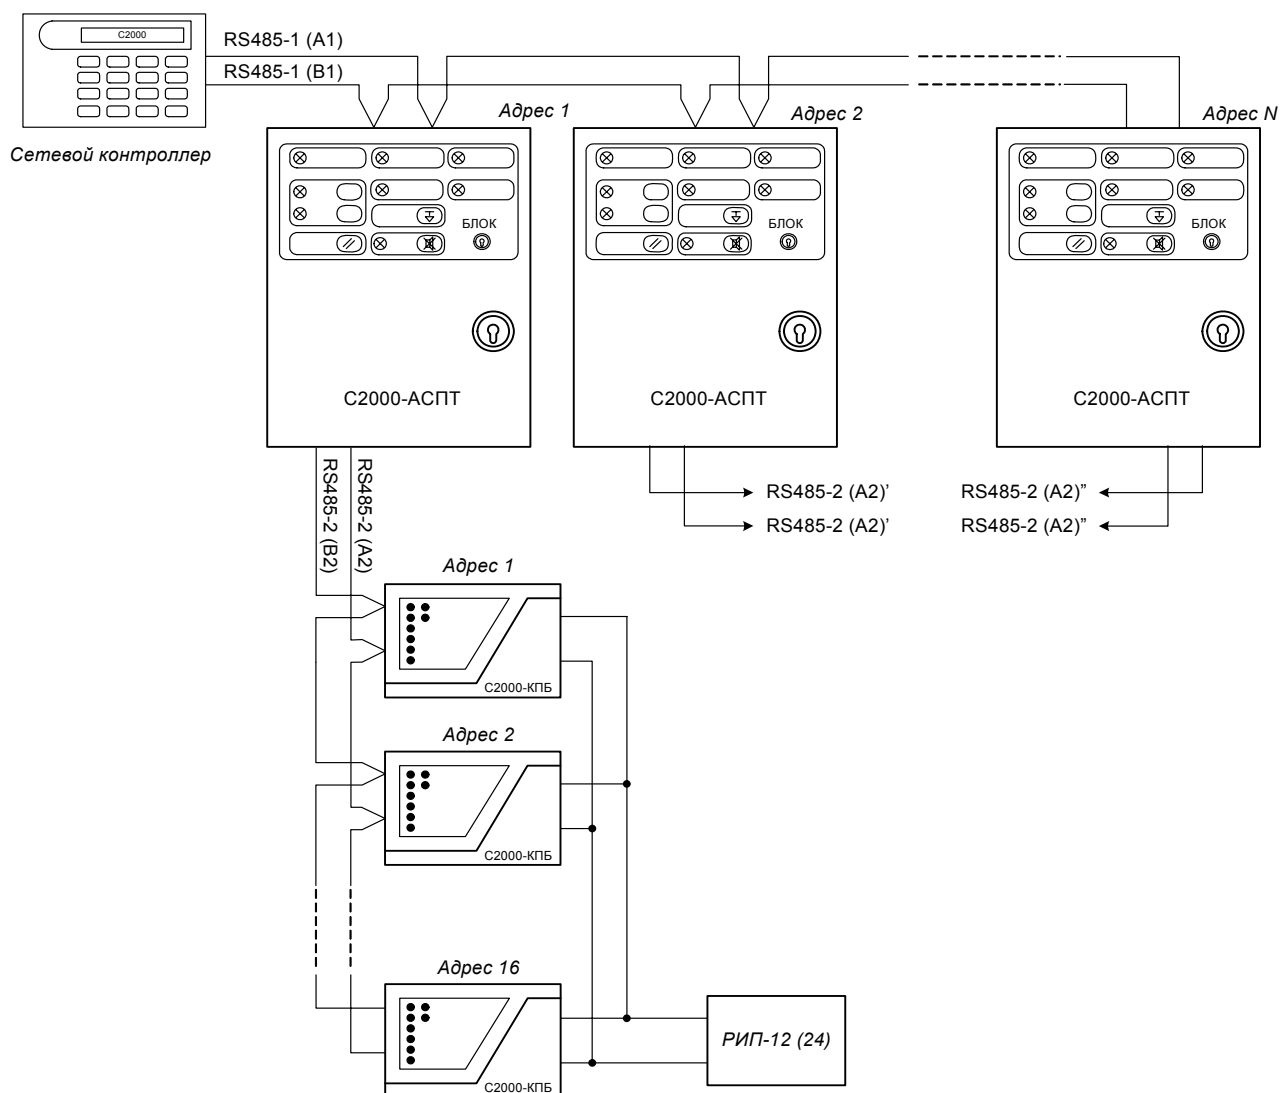 С2000
RS485-1 (A1)
RS485-1 (B1)
Сетевой контроллер
Адрес 1
Адрес 2
Адрес N
БЛОК
БЛОК
БЛОК
С2000-АСПТ
С2000-АСПТ
С2000-АСПТ
RS485-2 (B2)
RS485-2 (A2)
RS485-2 (A2)'
RS485-2 (A2)'
RS485-2 (A2)"
RS485-2 (A2)"
Адрес 1
С2000-КПБ
Адрес 2
С2000-КПБ
Адрес 16
С2000-КПБ
РИП-12 (24)